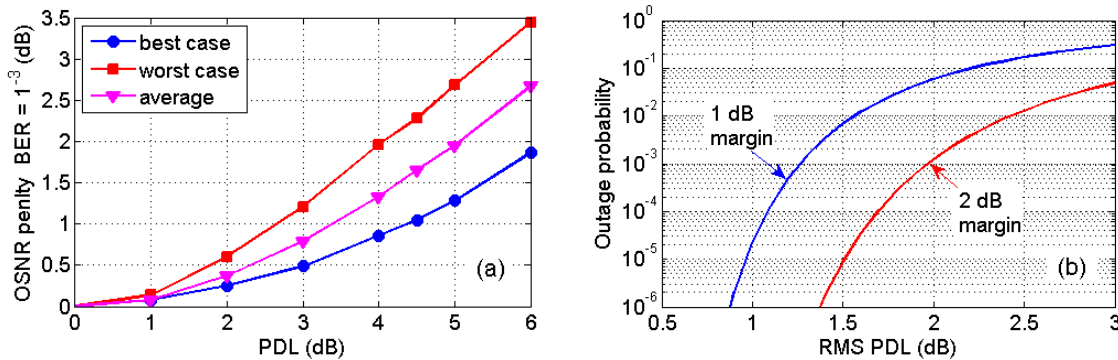 OSNR penlty BER = 1⁻³ (dB)
3.5
3
2.5
2
1.5
1
0.5
0
best case
worst case
average
(a)
0 1 2 3 4 5 6
PDL (dB)
Outage probability
10⁰
10⁻¹
10⁻²
10⁻³
10⁻⁴
10⁻⁵
10⁻⁶
1 dB
margin
2 dB
margin
(b)
0.5 1 1.5 2 2.5 3
RMS PDL (dB)